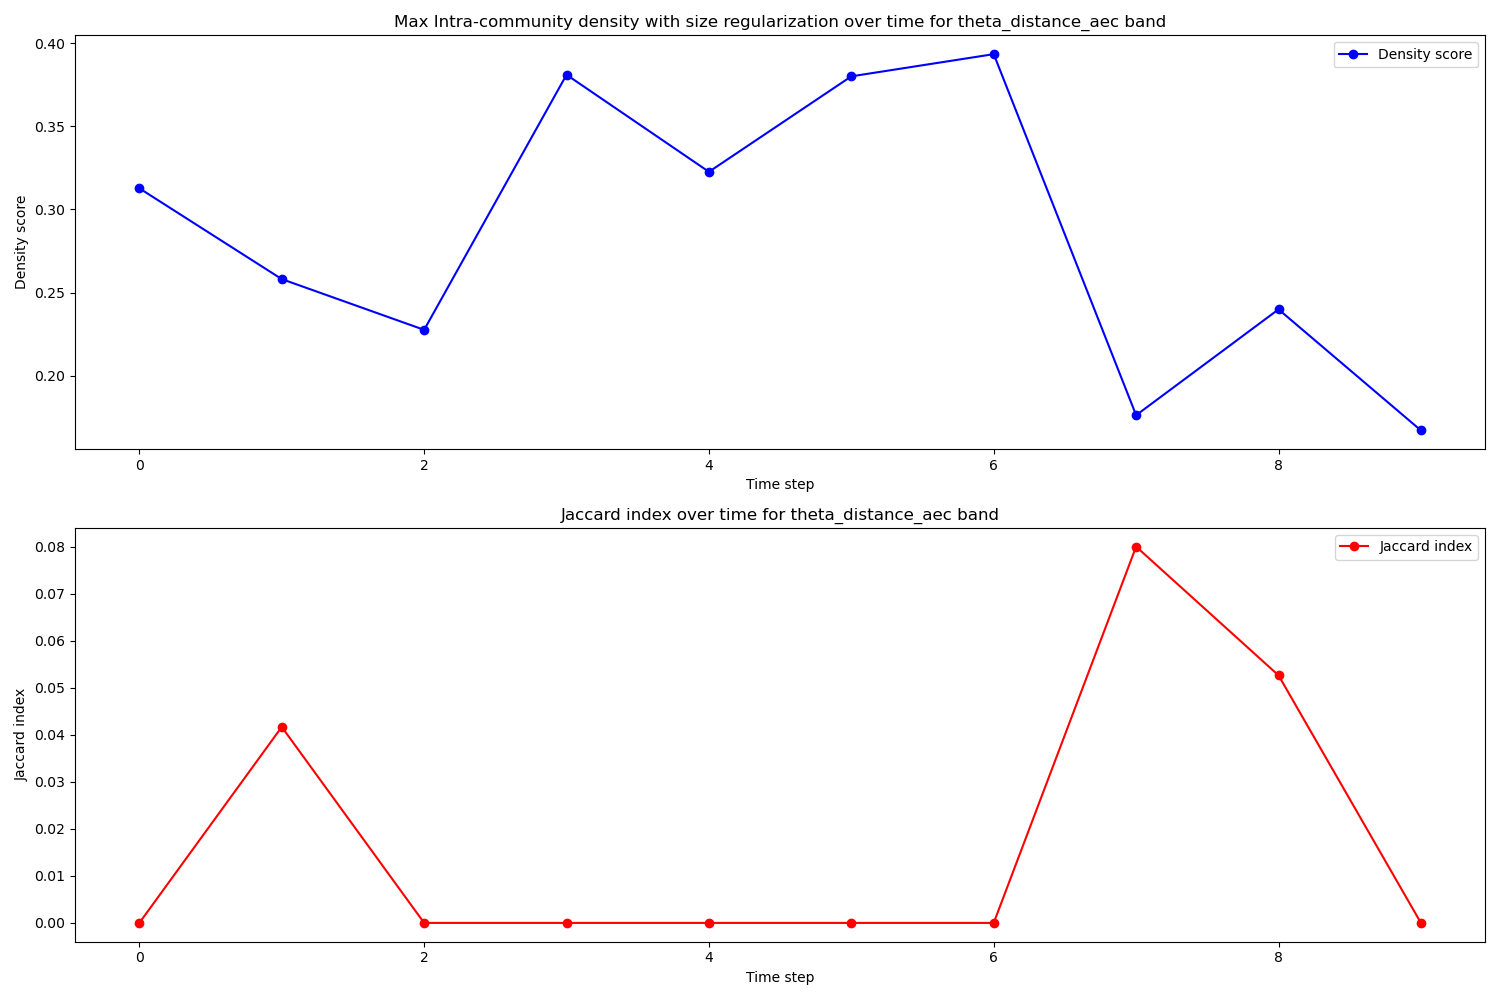 Max Intra-community density with size regularization over time for theta_distance_aec band
Density score
0.40
0.35
0.30
0.25
0.20
Density score
0 2 4 6 8
Time step
Jaccard index over time for theta_distance_aec band
Jaccard index
0.08
0.07
0.06
0.05
0.04
0.03
0.02
0.01
0.00
Jaccard index
0 2 4 6 8
Time step